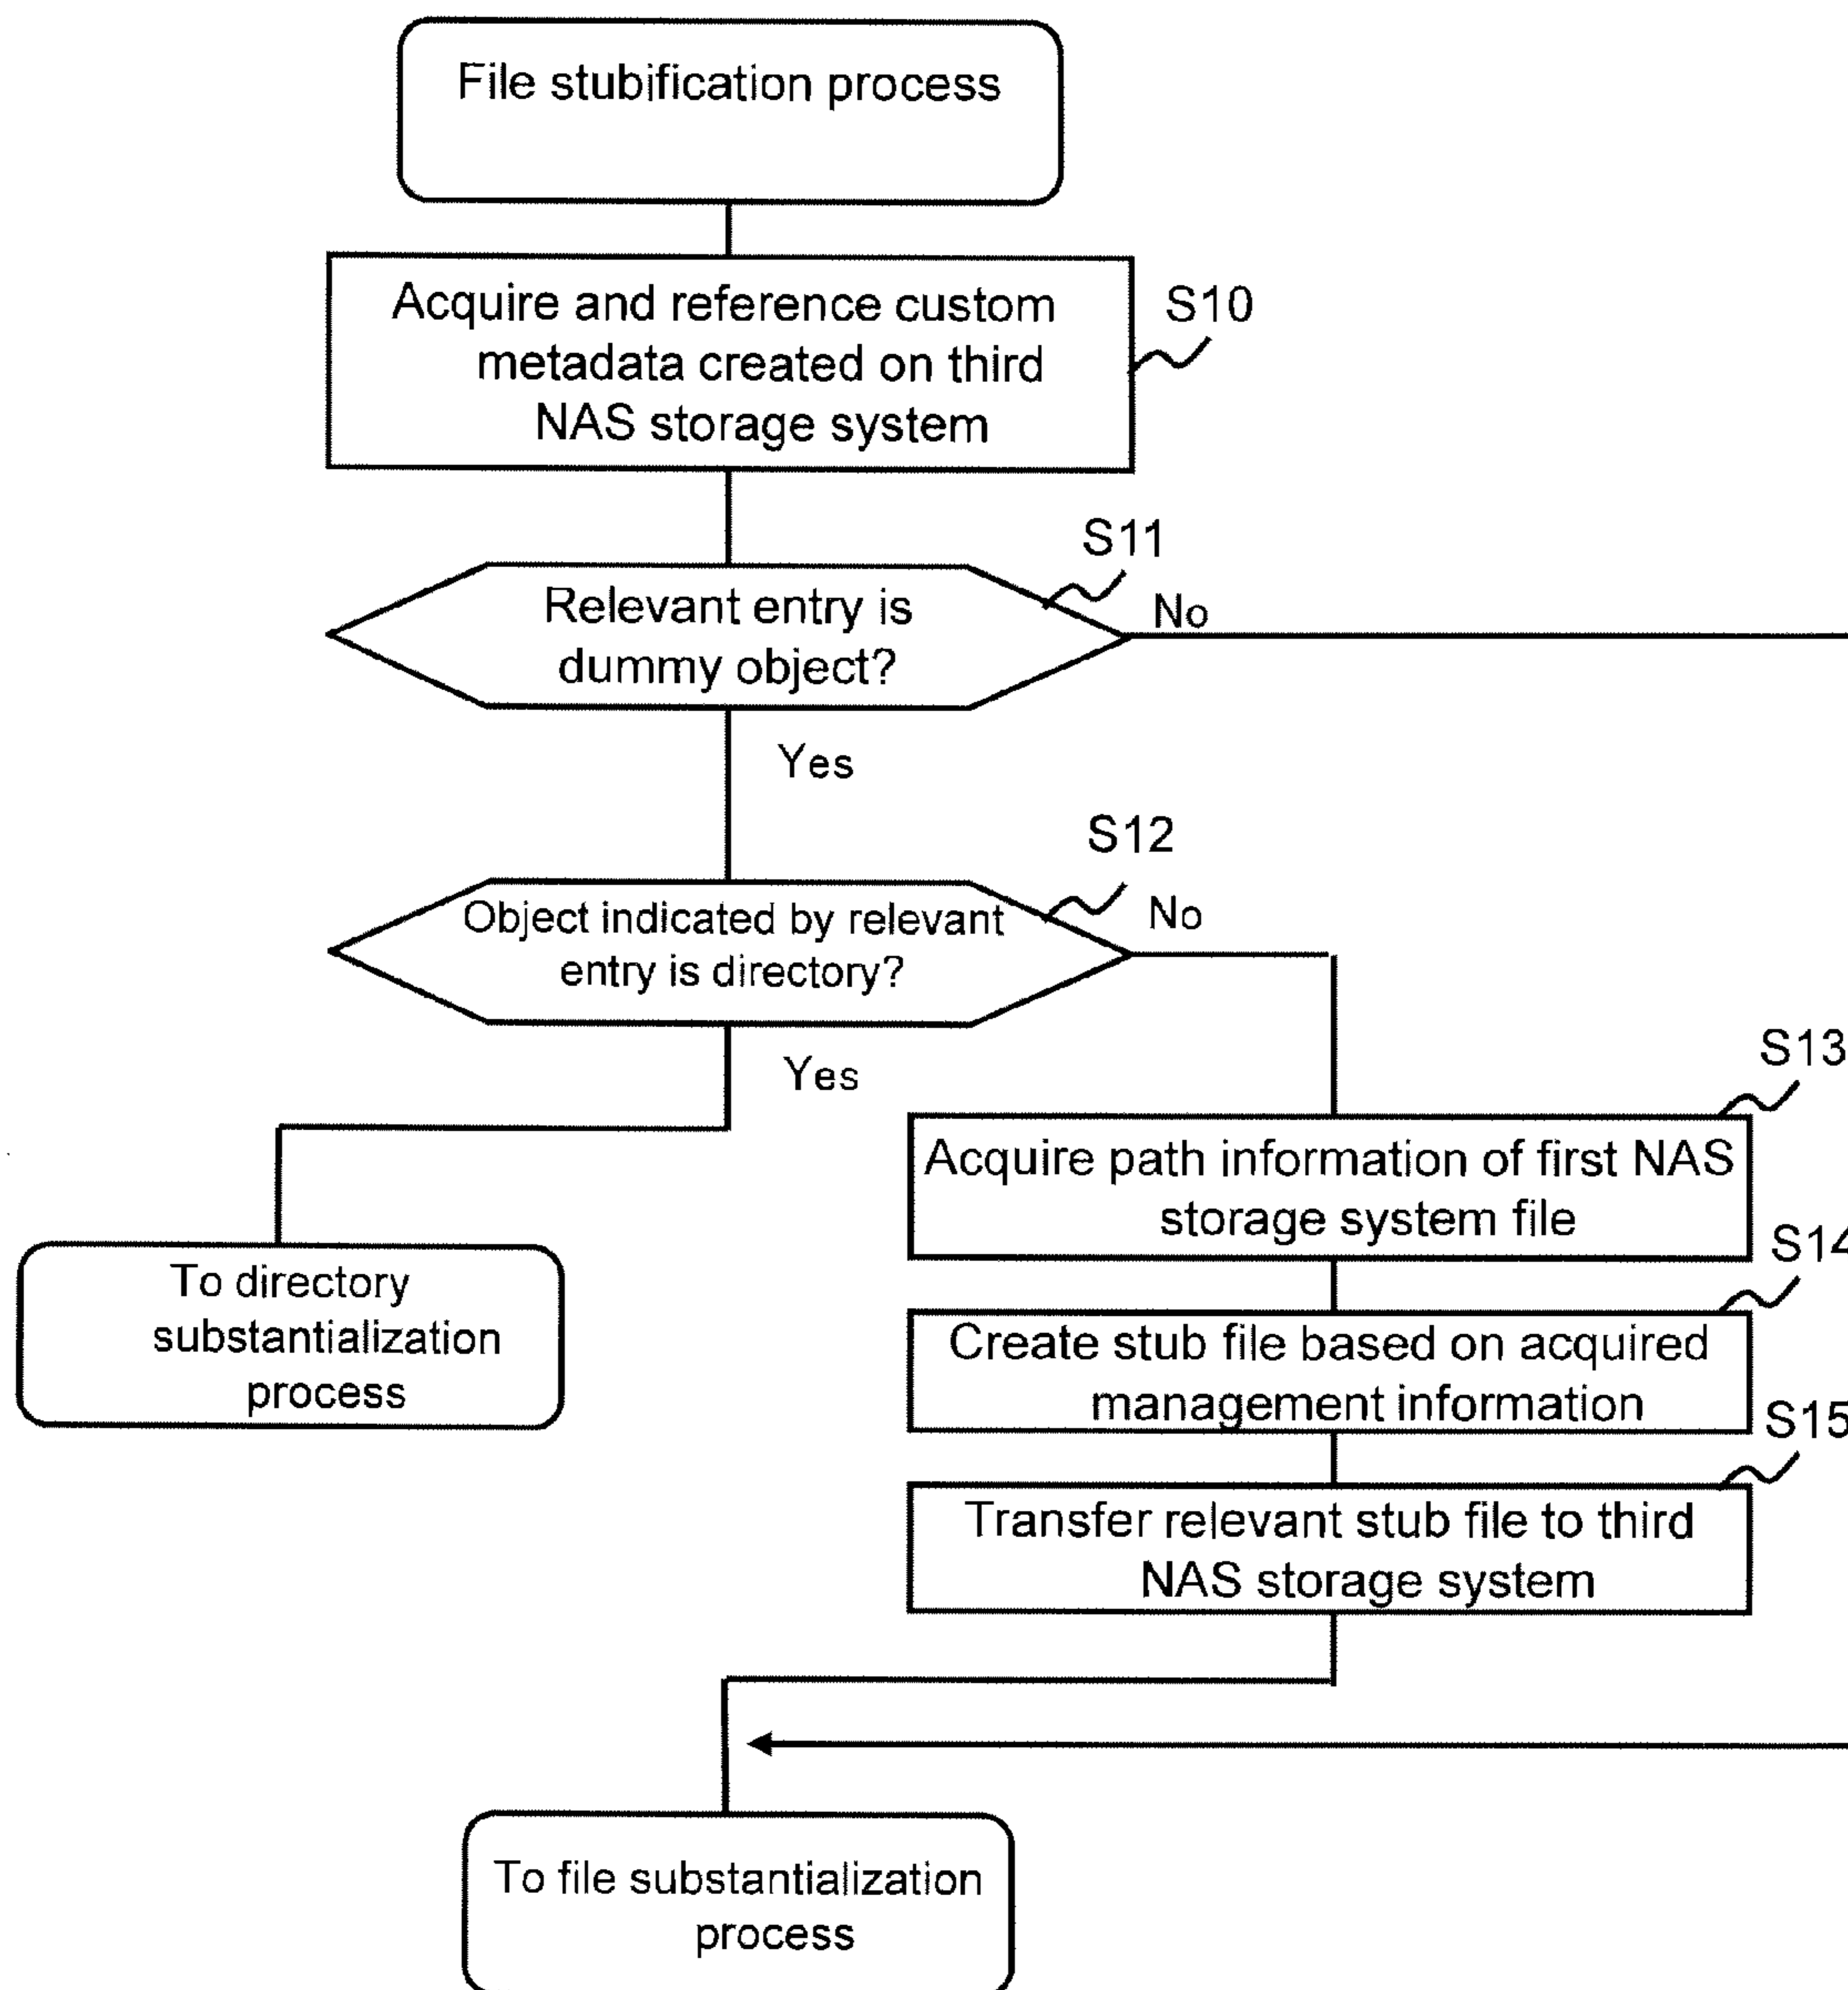 File stubification process
Acquire and reference custom
metadata created on third
NAS storage system
S10
S11
Relevant entry is
dummy object?
No
Yes
S12
Object indicated by relevant
entry is directory?
No
Yes
S13
Acquire path information of first NAS
storage system file
S14
Create stub file based on acquired
management information
S15
Transfer relevant stub file to third
NAS storage system
To directory
substantialization
process
To file substantialization
process